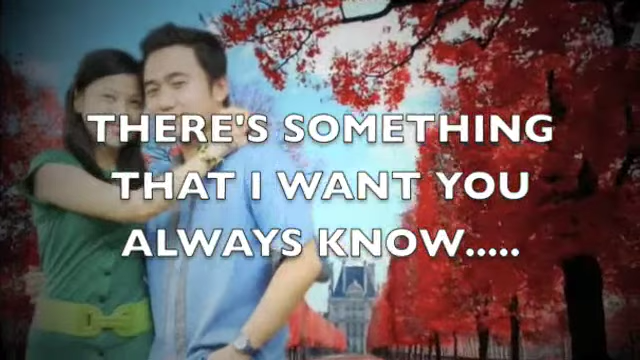 THERE'S SOMETHING
THAT I WANT YOU
ALWAYS KNOW.....